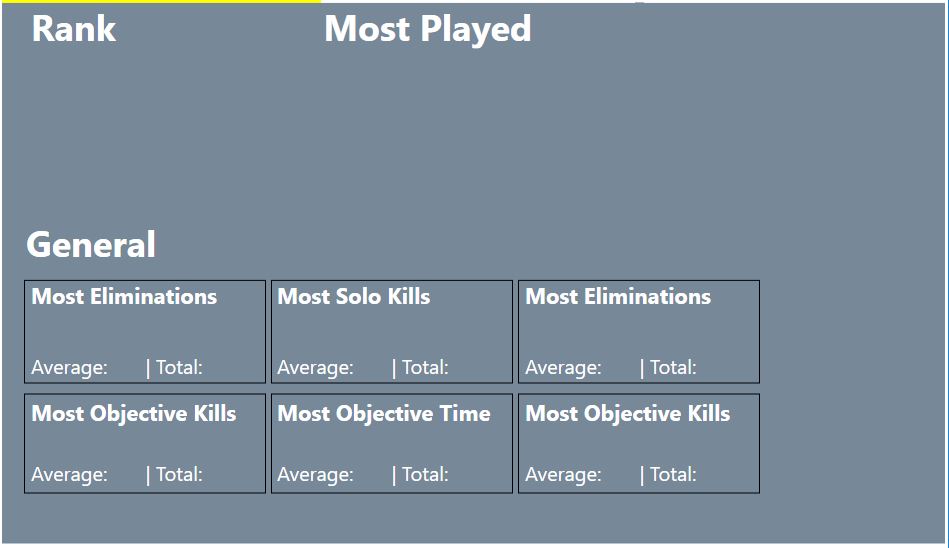 Rank Most Played
General
Most Eliminations Most Solo Kills Most Eliminations
Average: | Total: Average: | Total: Average: | Total:
Most Objective Kills Most Objective Time Most Objective Kills
Average: | Total: Average: | Total: Average: | Total: